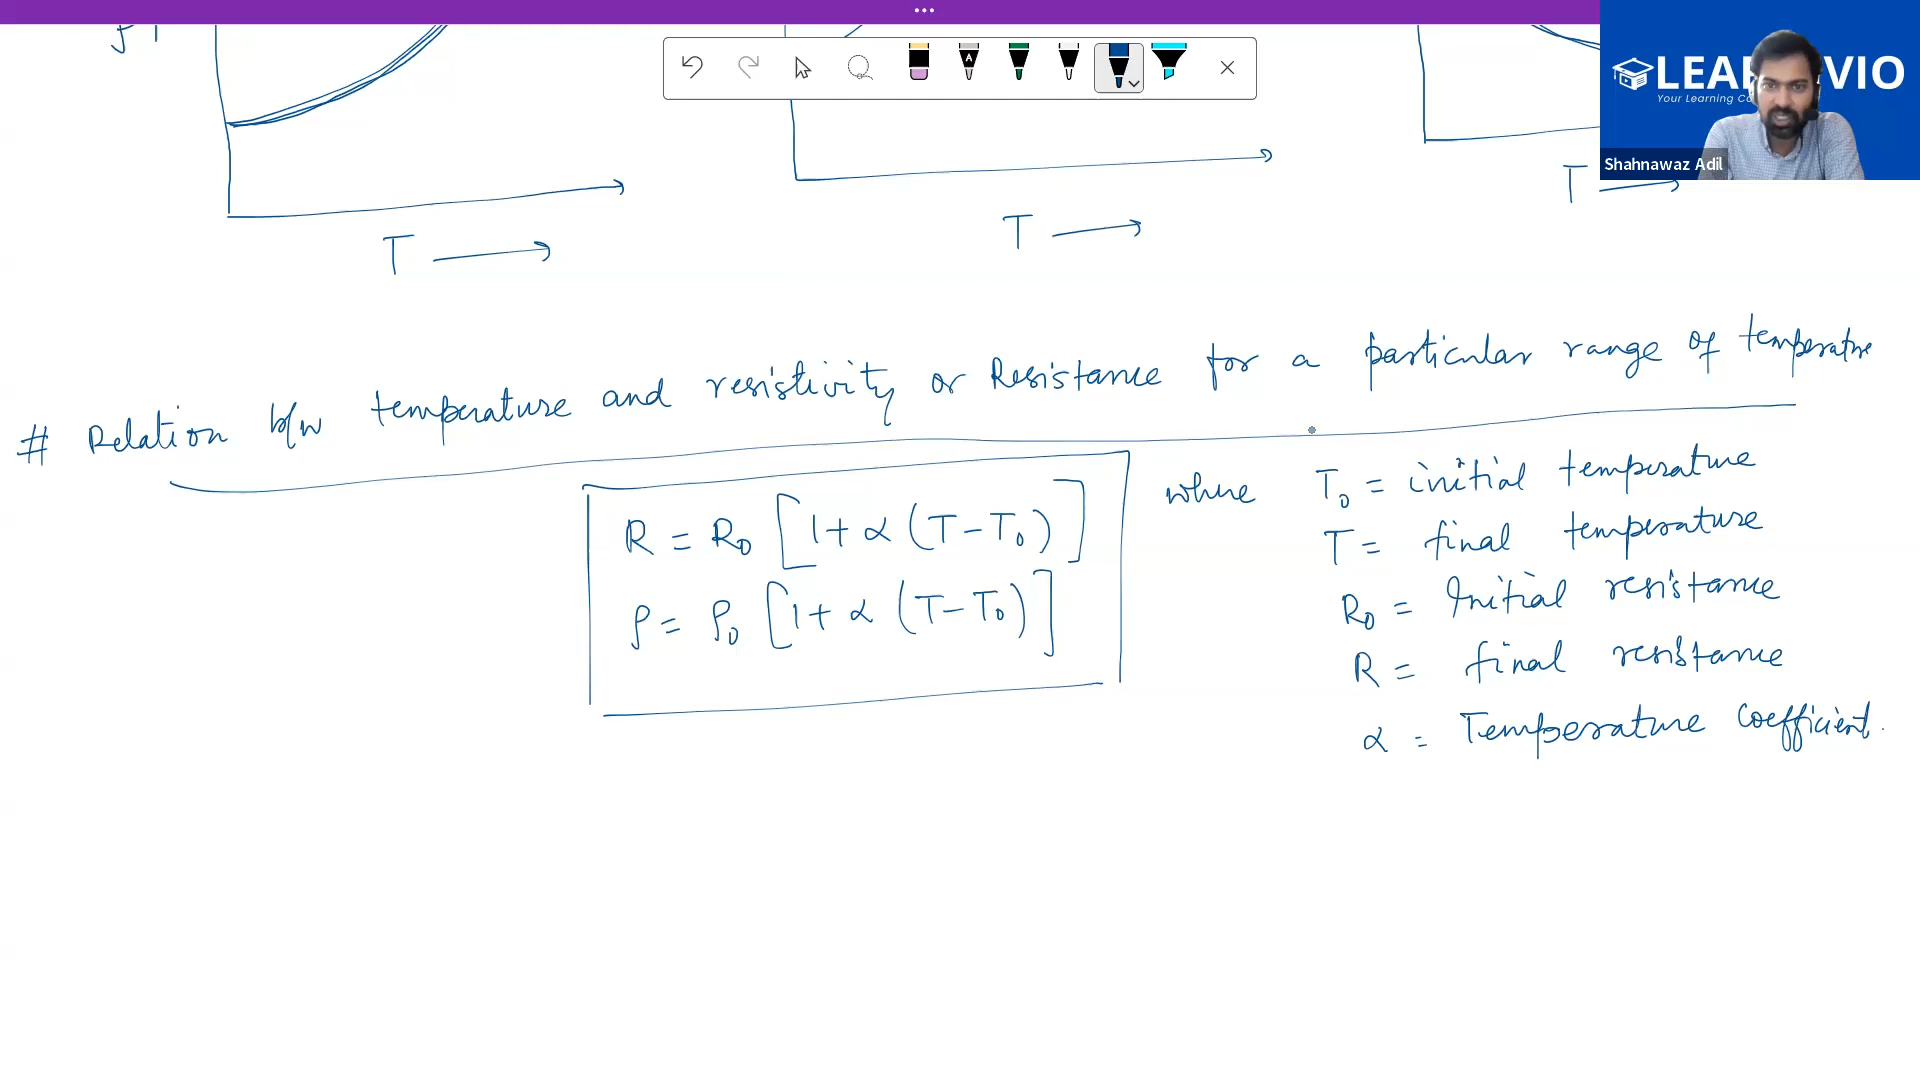 ρ↑
LEA VIO
Your Learning Co
Shahnawaz Adil
A
T →
T →
T →
# Relation b/w temperature and resistivity or Resistance for a particular range of temperature
R = R₀ [1 + α (T - T₀)]
ρ = ρ₀ [1 + α (T - T₀)]
where T₀ = initial temperature
T = final temperature
R₀ = Initial resistance
R = final resistance
α = Temperature Coefficient.